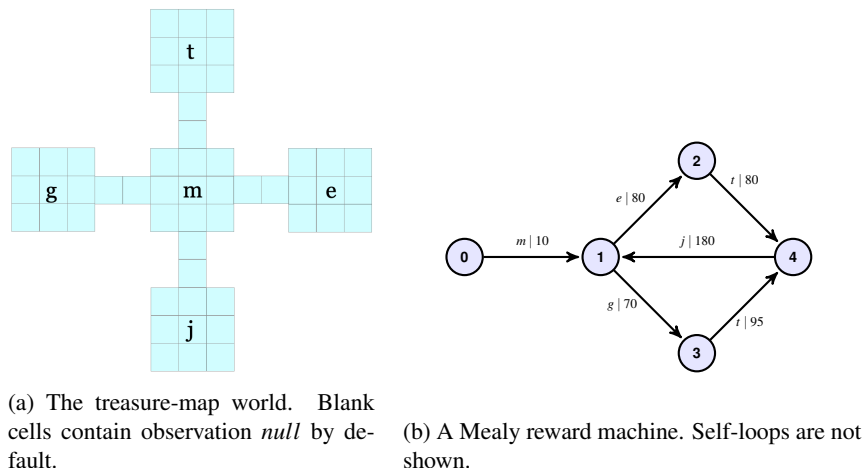 t
g m e
j
(a) The treasure-map world. Blank
cells contain observation null by de-
fault.
2
e | 80 t | 80
0 m | 10 1 j | 180 4
g | 70 t | 95
3
(b) A Mealy reward machine. Self-loops are not
shown.